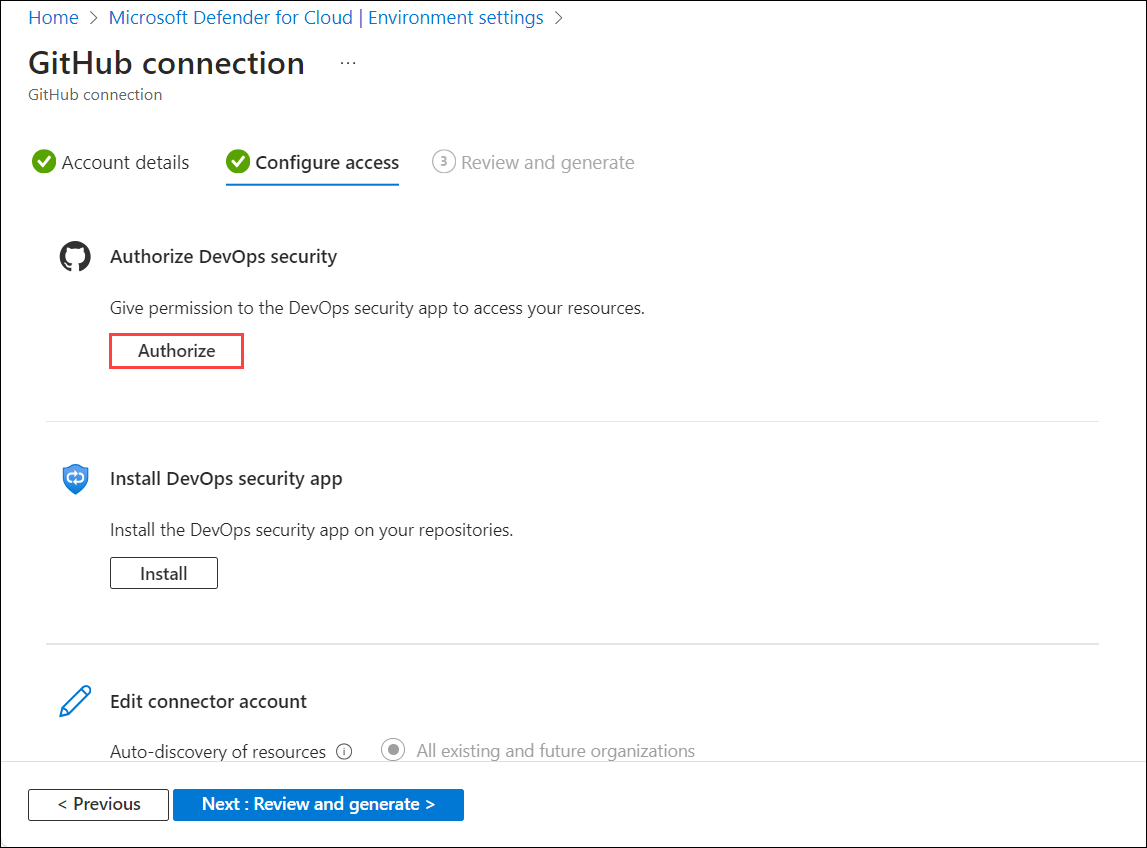 Home > Microsoft Defender for Cloud | Environment settings >
GitHub connection ...
GitHub connection
Account details Configure access 3 Review and generate
Authorize DevOps security
Give permission to the DevOps security app to access your resources.
Authorize
Install DevOps security app
Install the DevOps security app on your repositories.
Install
Edit connector account
Auto-discovery of resources All existing and future organizations
< Previous Next : Review and generate >